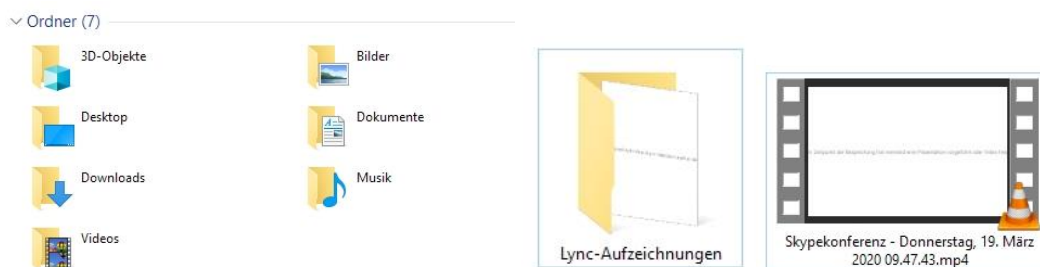 Ordner (7)
3D-Objekte
Bilder
Desktop
Dokumente
Downloads
Musik
Videos
Lync-Aufzeichnungen
Skypekonferenz - Donnerstag, 19. März
2020 09.47.43.mp4